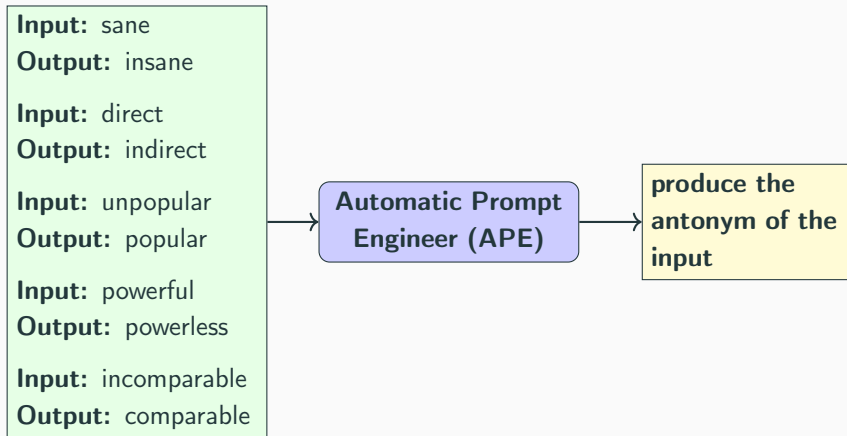 Input: sane
Output: insane
Input: direct
Output: indirect
Input: unpopular
Output: popular
Input: powerful
Output: powerless
Input: incomparable
Output: comparable
Automatic Prompt
Engineer (APE)
produce the
antonym of the
input